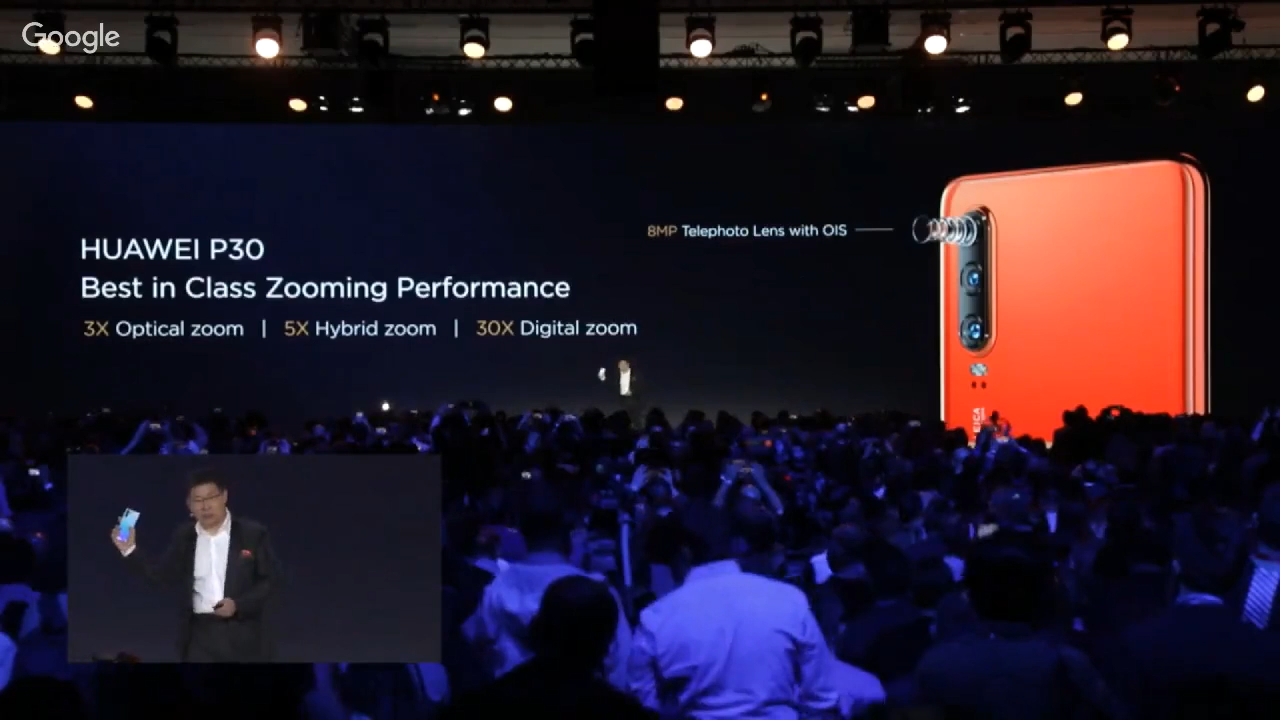 Google
8MP Telephoto Lens with OIS
HUAWEI P30
Best in Class Zooming Performance
3X Optical zoom | 5X Hybrid zoom | 30X Digital zoom